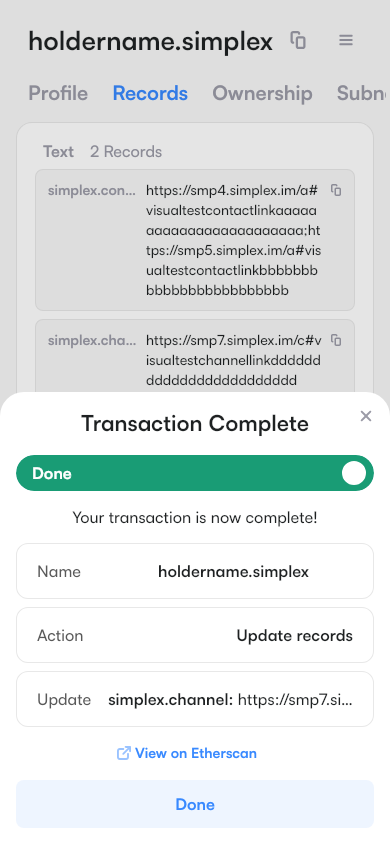 holdername.simplex
Profile Records Ownership Subn
Text 2 Records
simplex.con... https://smp4.simplex.im/a#
visualtestcontactlinkaaaaa
aaaaaaaaaaaaaaaaaaa;ht
tps://smp5.simplex.im/a#vis
ualtestcontactlinkbbbbbbb
bbbbbbbbbbbbbbbbb
simplex.cha... https://smp7.simplex.im/c#v
isualtestchannellinkdddddd
dddddddddddddddddd
Transaction Complete
Done
Your transaction is now complete!
Name holdername.simplex
Action Update records
Update simplex.channel: https://smp7.si...
View on Etherscan
Done